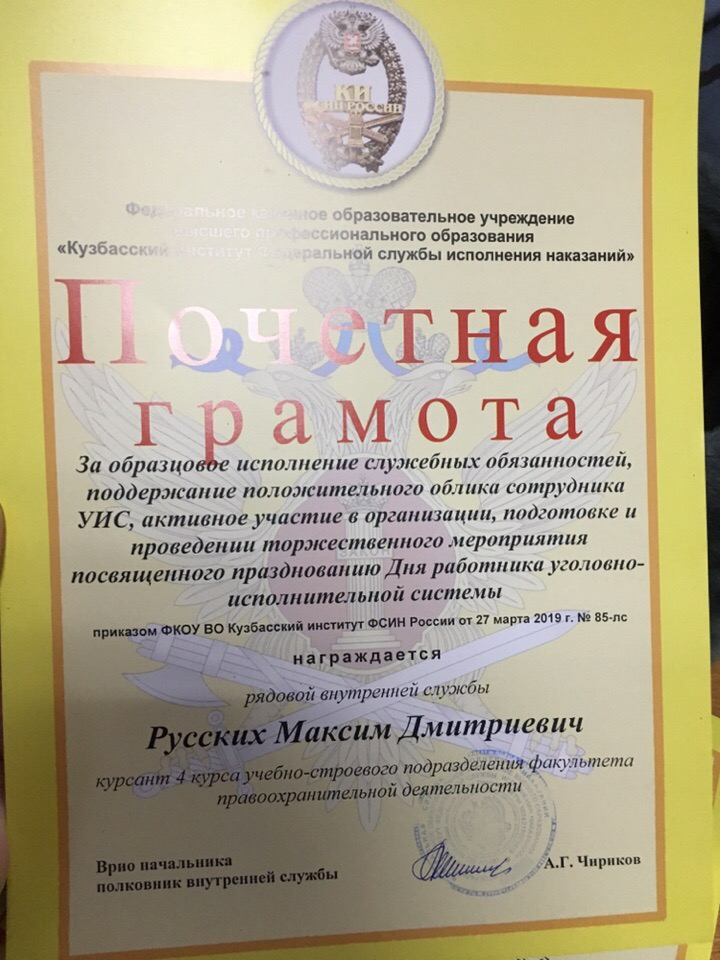 КИ
ФСИН РОССИИ
Федеральное казенное образовательное учреждение
высшего профессионального образования
«Кузбасский институт Федеральной службы исполнения наказаний»
Почетная
грамота
ЗАКОН
За образцовое исполнение служебных обязанностей,
поддержание положительного облика сотрудника
УИС, активное участие в организации, подготовке и
проведении торжественного мероприятия
посвященного празднованию Дня работника уголовно-
исполнительной системы
приказом ФКОУ ВО Кузбасский институт ФСИН России от 27 марта 2019 г. № 85-лс
награждается
рядовой внутренней службы
Русских Максим Дмитриевич
курсант 4 курса учебно-строевого подразделения факультета
правоохранительной деятельности
Врио начальника
полковник внутренней службы
А.Г. Чириков